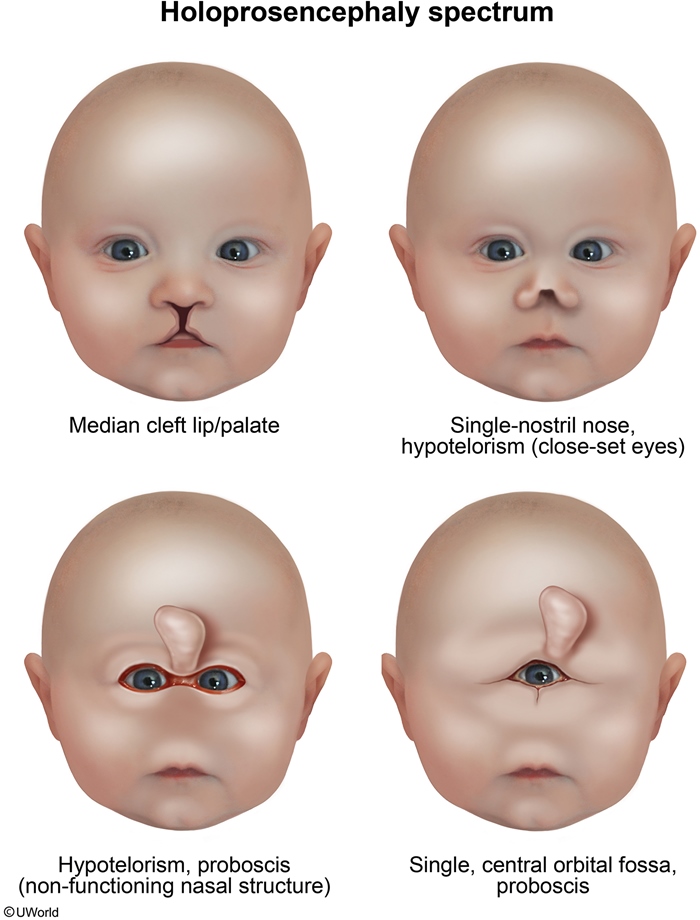 Holoprosencephaly spectrum
Median cleft lip/palate
Single-nostril nose,
hypotelorism (close-set eyes)
Hypotelorism, proboscis
(non-functioning nasal structure)
Single, central orbital fossa,
proboscis
©UWorld